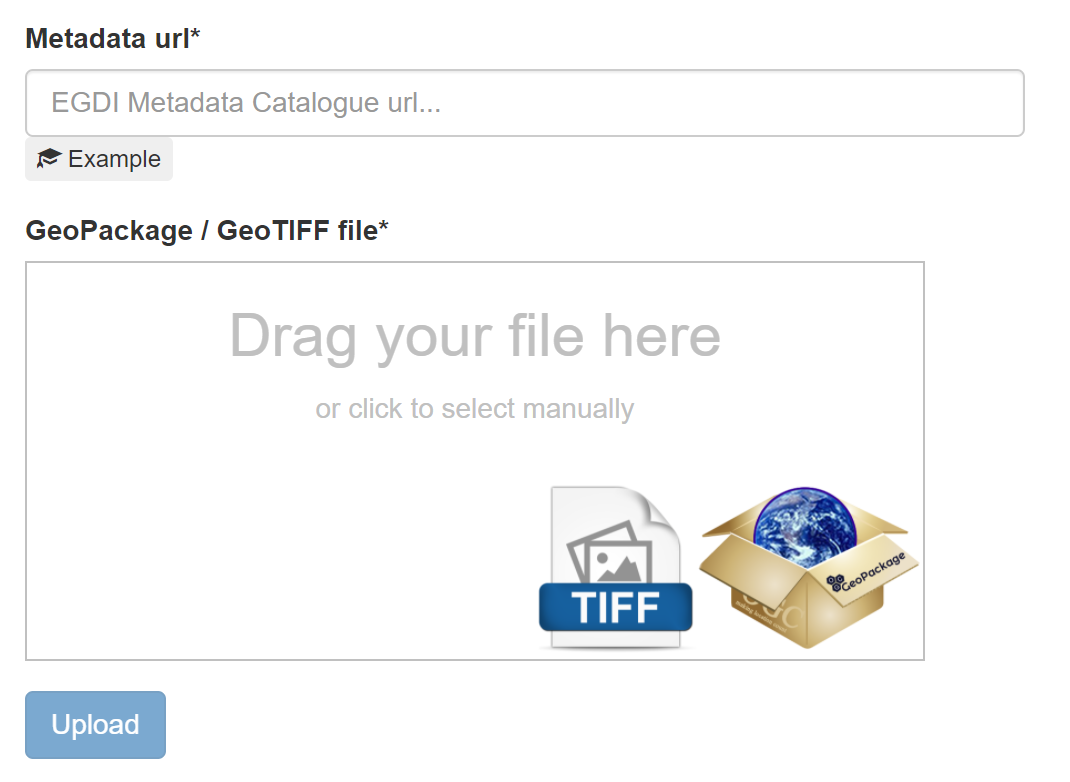 Metadata url*
EGDI Metadata Catalogue url...
Example
GeoPackage / GeoTIFF file*
Drag your file here
or click to select manually
TIFF
GeoPackage
Upload